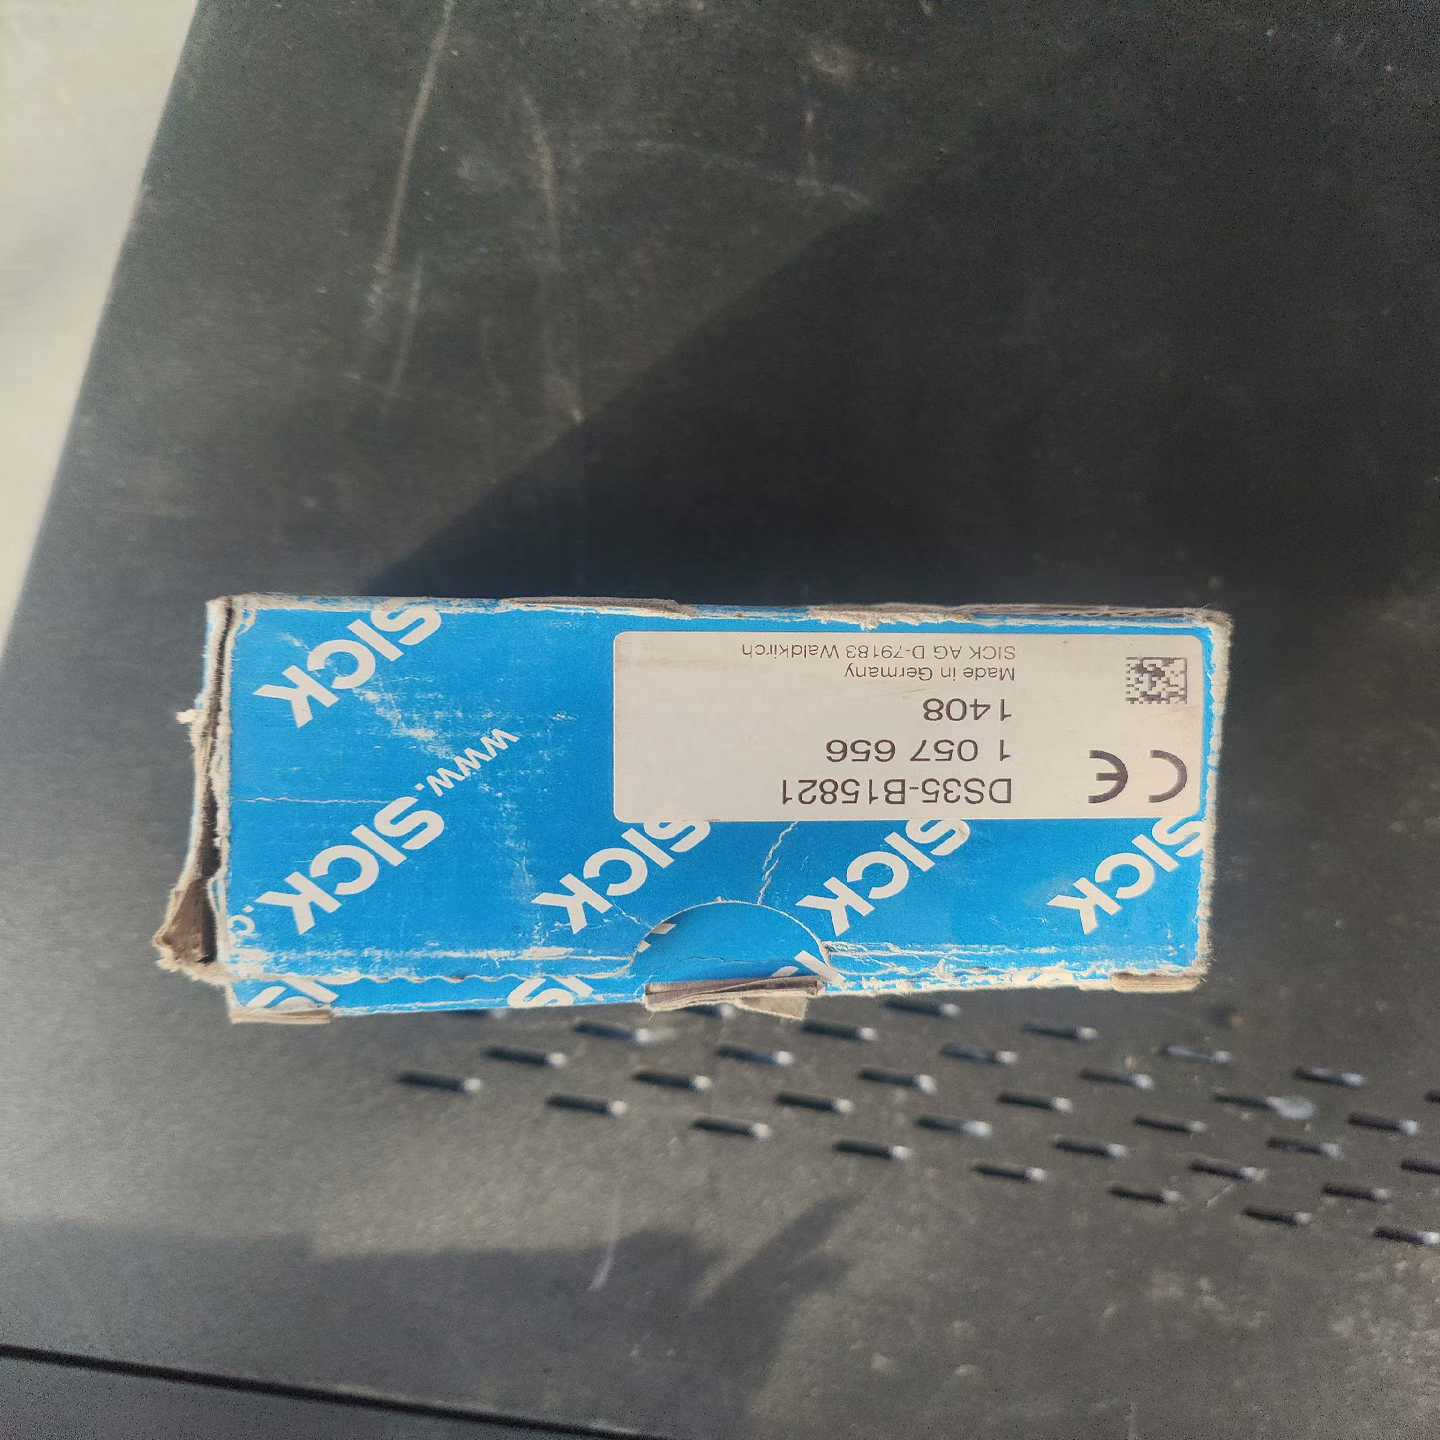 DS35-B15821
1 057 656
1408
Made in Germany
SICK AG D-79183 Waldkirch
CE
SICK
SICK
SICK
www.SICK
SICK